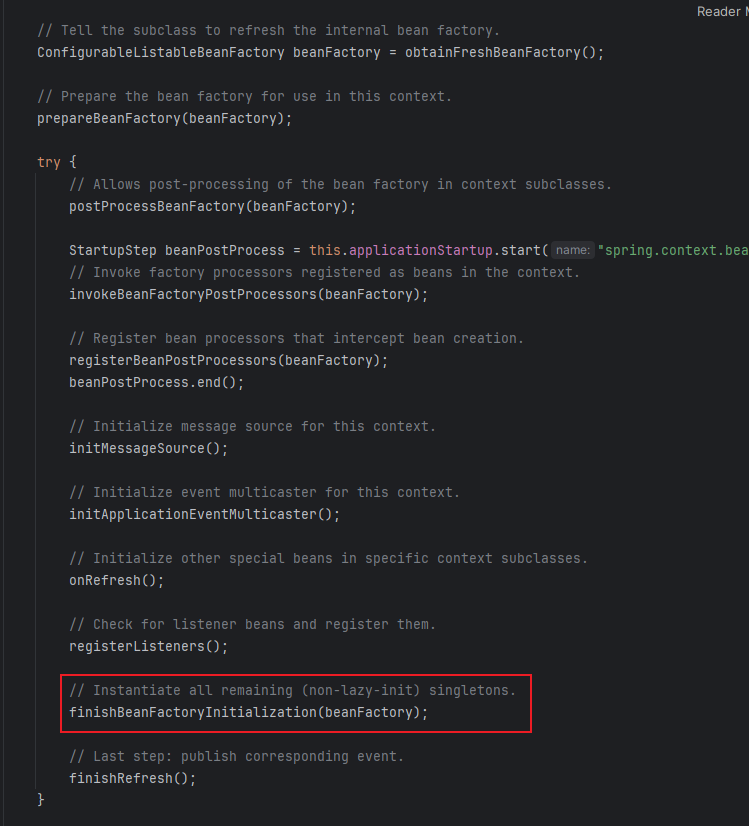 Reader
// Tell the subclass to refresh the internal bean factory.
ConfigurableListableBeanFactory beanFactory = obtainFreshBeanFactory();
// Prepare the bean factory for use in this context.
prepareBeanFactory(beanFactory);
try {
// Allows post-processing of the bean factory in context subclasses.
postProcessBeanFactory(beanFactory);
StartupStep beanPostProcess = this.applicationStartup.start( name: "spring.context.bea
// Invoke factory processors registered as beans in the context.
invokeBeanFactoryPostProcessors(beanFactory);
// Register bean processors that intercept bean creation.
registerBeanPostProcessors(beanFactory);
beanPostProcess.end();
// Initialize message source for this context.
initMessageSource();
// Initialize event multicaster for this context.
initApplicationEventMulticaster();
// Initialize other special beans in specific context subclasses.
onRefresh();
// Check for listener beans and register them.
registerListeners();
// Instantiate all remaining (non-lazy-init) singletons.
finishBeanFactoryInitialization(beanFactory);
// Last step: publish corresponding event.
finishRefresh();
}